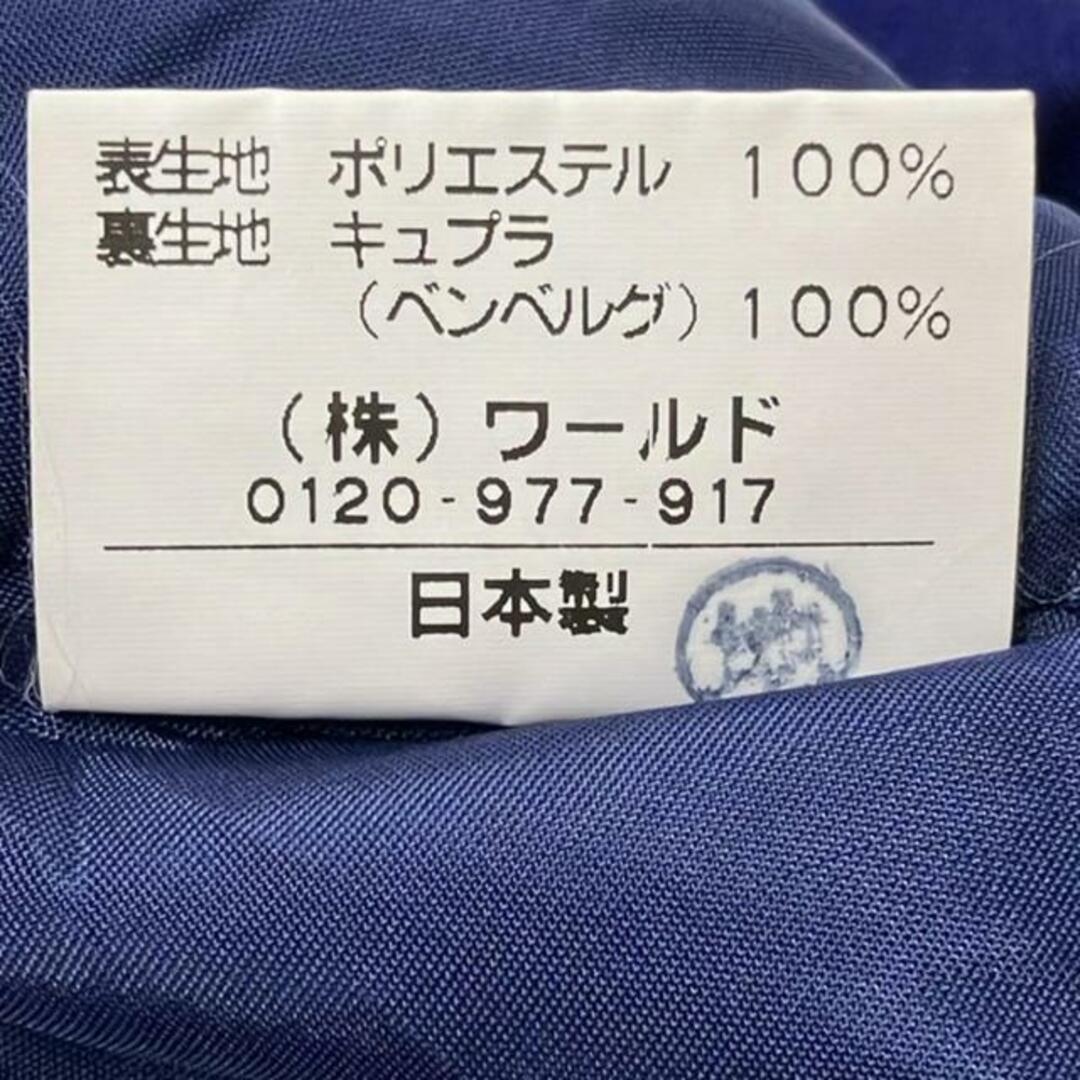 表生地 ポリエステル 100%
裏生地 キュプラ
(ベンベルグ) 100%
(株) ワールド
0120-977-917
日本製